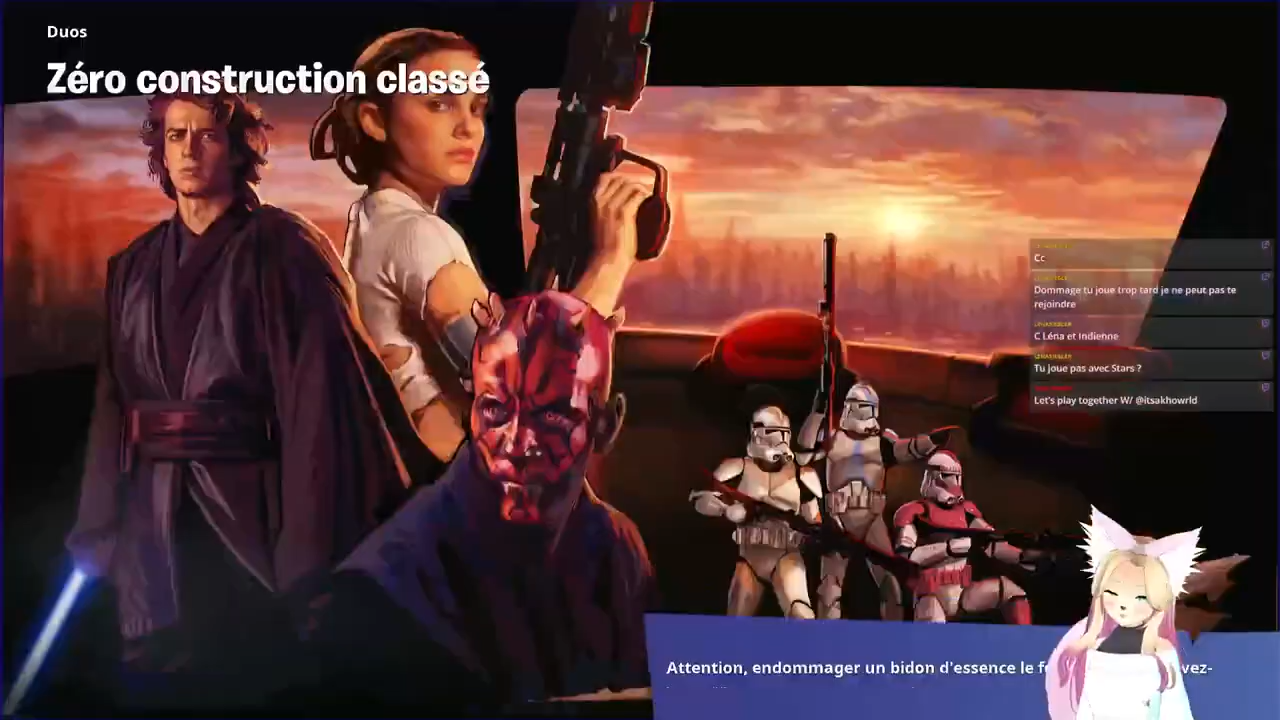 Duos
Zéro construction classé
Cc
Dommage tu joue trop tard je ne peut pas te
rejoindre
C Léna et Indienne
Tu joue pas avec Stars ?
Let's play together W/ @itsakhowrld
Attention, endommager un bidon d'essence le vez-